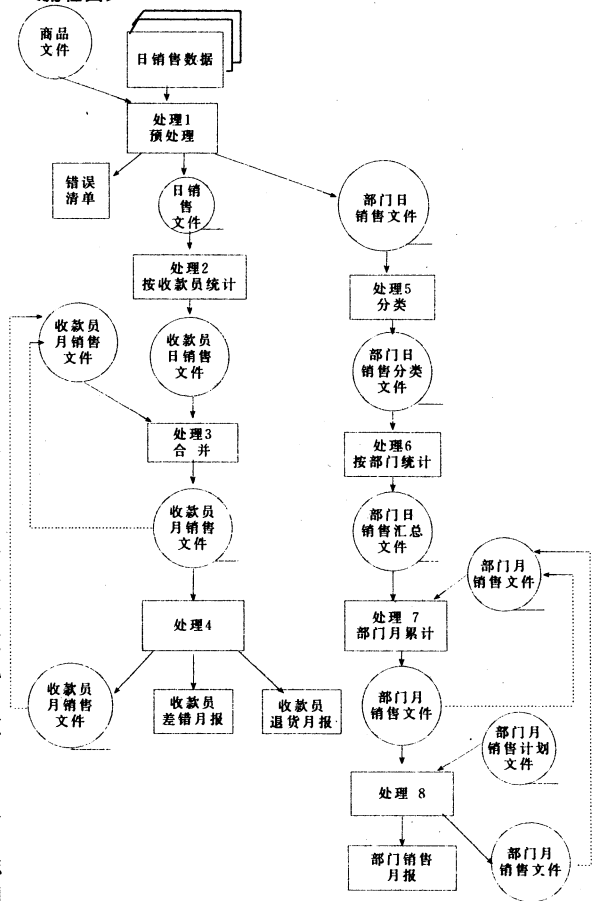 商品
文件
日销售数据
处理1
预处理
错误
清单
日销
售
文件
部门日
销售文件
处理2
按收款员统计
处理5
分类
收款员
月销售
文件
收款员
日销售
文件
部门日
销售分类
文件
处理3
合 并
处理6
按部门统计
收款员
月销售
文件
部门日
销售汇总
文件
部门月
销售文件
处理4
处理 7
部门月累计
收款员
月销售
文件
收款员
差错月报
收款员
退货月报
部门月
销售文件
部门月
销售计划
文件
处理 8
部门销售
月报
部门月
销售文件